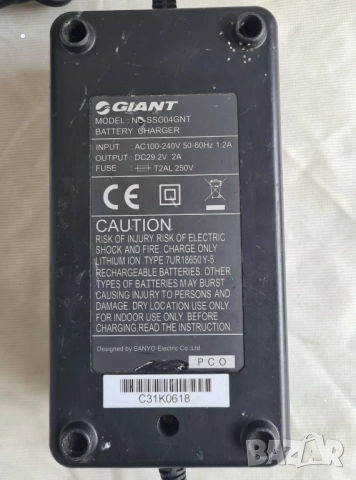 GIANT
MODEL: NO-SSO04GNT
BATTERY CHARGER
INPUT : AC100-240V 50-60Hz 1.2A
OUTPUT : DC29.2V 2A
FUSE : T2AL 250V
CE
CAUTION
RISK OF INJURY. RISK OF ELECTRIC
SHOCK AND FIRE. CHARGE ONLY
LITHIUM ION TYPE 7UR18650Y-5
RECHARGEABLE BATTERIES. OTHER
TYPES OF BATTERIES MAY BURST
CAUSING INJURY TO PERSONS AND
DAMAGE. DRY LOCATION USE ONLY.
FOR INDOOR USE ONLY. BEFORE
CHARGING, READ THE INSTRUCTION
Designed by SANYO Electric Co.,Ltd
PCO
C31K0618
BAZAR